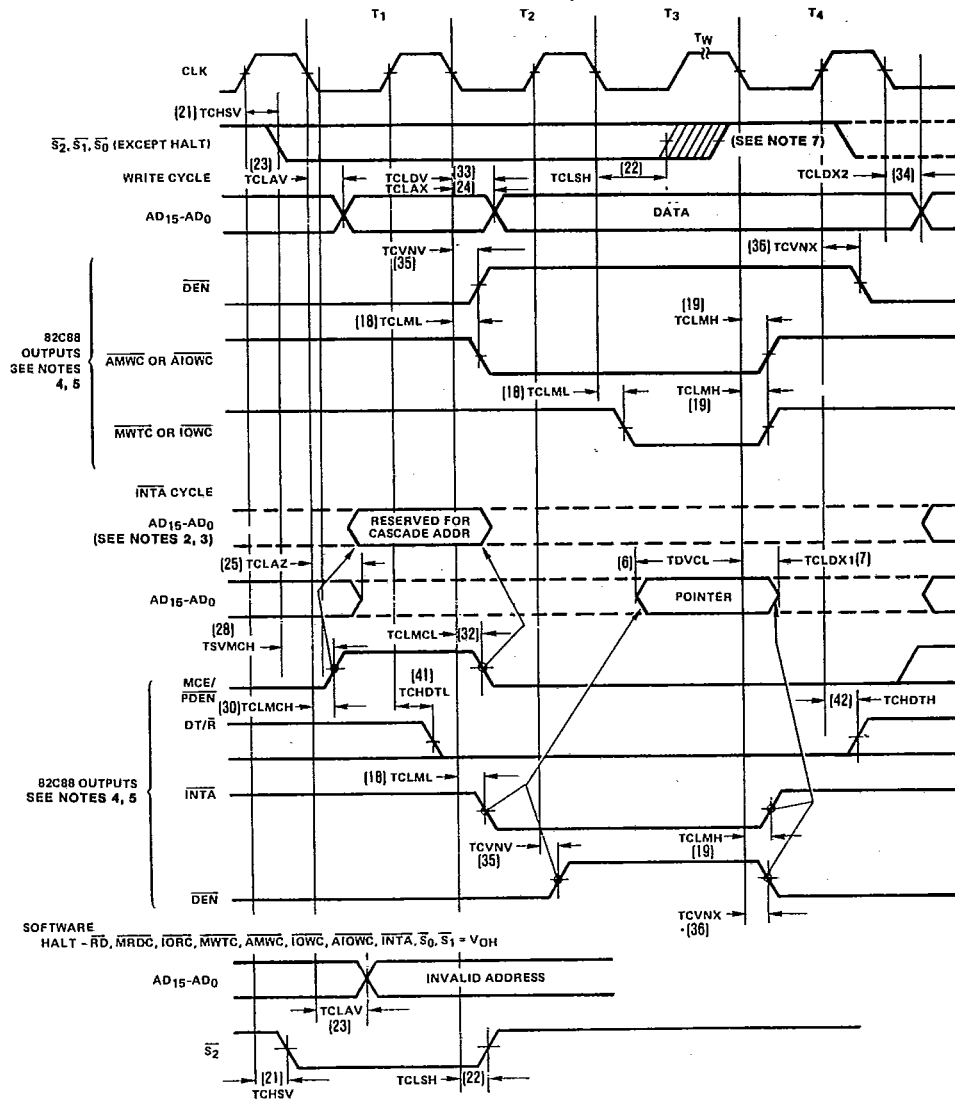 T1 T2 T3 T4
TW
CLK
(21) TCHSV
S2, S1, S0 (EXCEPT HALT)
(SEE NOTE 7)
(23)
TCLAV
TCLDV (33)
TCLAX (24)
TCLSH (22)
TCLDX2 (34)
WRITE CYCLE
AD15-AD0
DATA
TCVNV
(35)
(36) TCVNX
DEN
(18) TCLML
(19)
TCLMH
82C88
OUTPUTS
SEE NOTES
4, 5
AMWC OR AIOWC
(18) TCLML
TCLMH
(19)
MWTC OR IOWC
INTA CYCLE
AD15-AD0
(SEE NOTES 2, 3)
RESERVED FOR
CASCADE ADDR
(25) TCLAZ
(6) TDVCL
TCLDX1 (7)
AD15-AD0
POINTER
(28)
TSVMCH
TCLMCL (32)
MCE/
PDEN
(41)
TCHDTL
(42) TCHDTH
(30) TCLMCH
DT/R
82C88 OUTPUTS
SEE NOTES 4, 5
(18) TCLML
INTA
TCVNV
(35)
TCLMH
(19)
DEN
TCVNX
(36)
SOFTWARE
HALT - RD, MRDC, IORC, MWTC, AMWC, IOWC, AIOWC, INTA, S0, S1 = VOH
AD15-AD0
INVALID ADDRESS
TCLAV
(23)
S2
(21)
TCHSV
TCLSH (22)